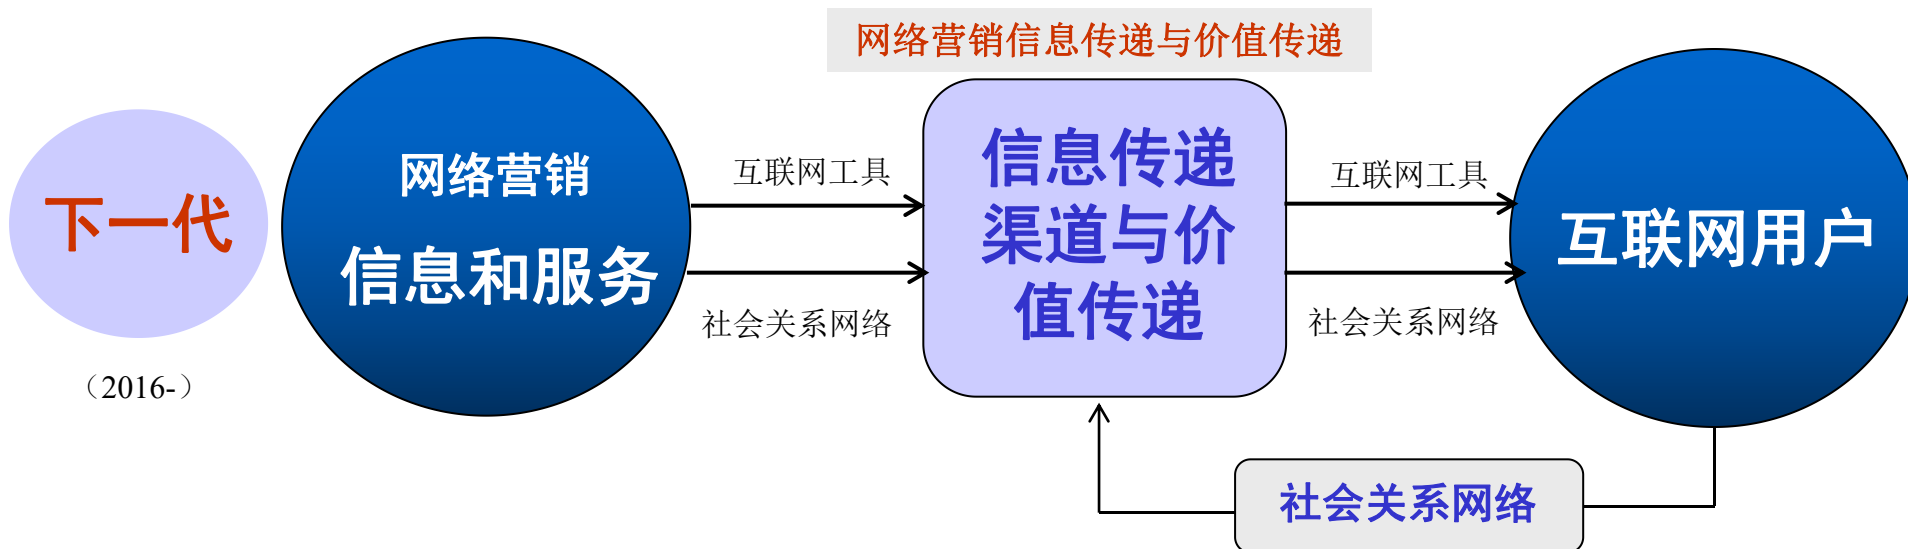 网络营销信息传递与价值传递
下一代
（2016-）
网络营销
信息和服务
互联网工具
社会关系网络
信息传递
渠道与价
值传递
互联网工具
社会关系网络
互联网用户
社会关系网络